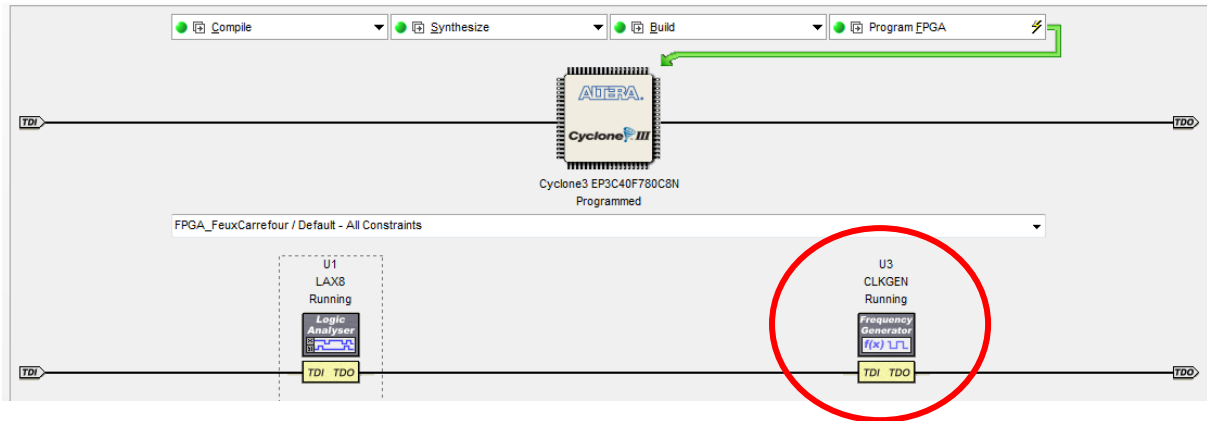 Compile Synthesize Build Program FPGA
ALTERA.
TDI TDO
Cyclone III
Cyclone3 EP3C40F780C8N
Programmed
FPGA_FeuxCarrefour / Default - All Constraints
U1 U3
LAX8 CLKGEN
Running Running
Logic Frequency
Analyser Generator
f(x)
TDI TDI TDO TDI TDO TDO